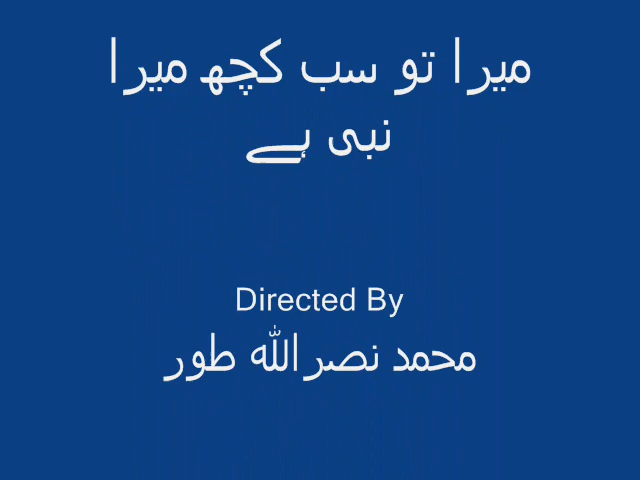 میرا تو سب کچھ میرا
نبی ہے
Directed By
محمد نصراللہ طور